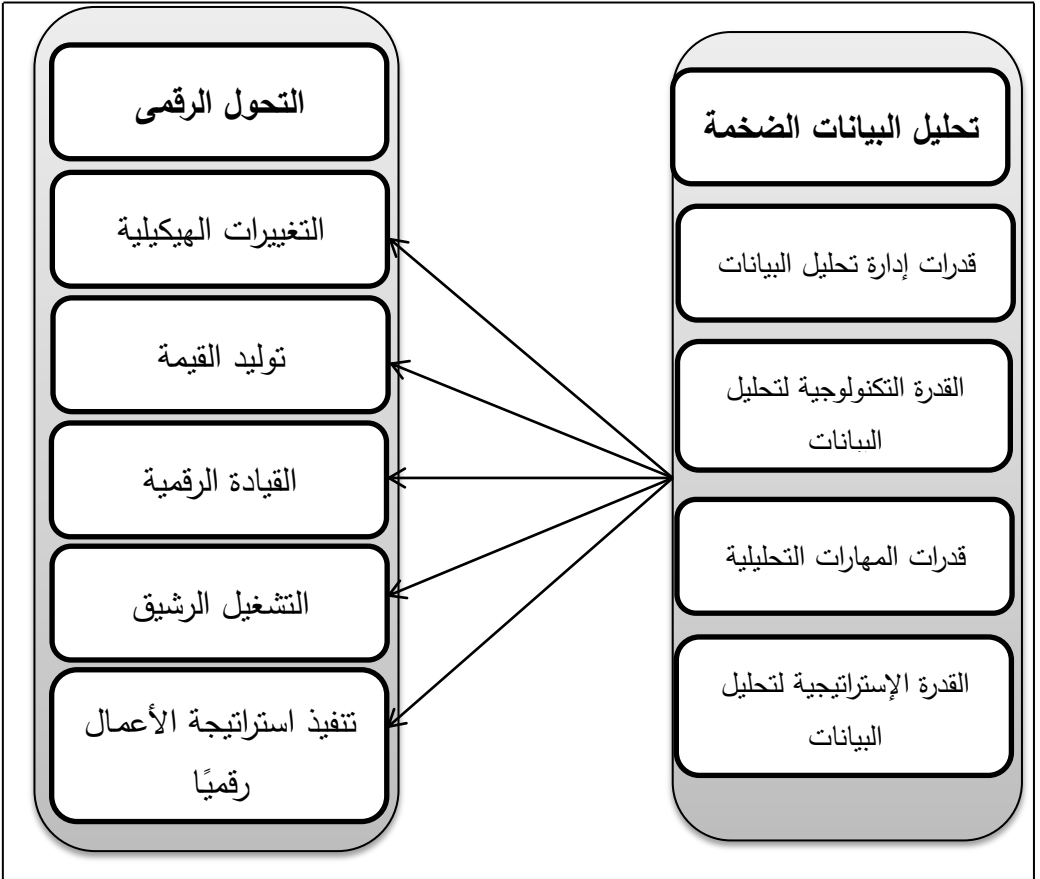 تحليل البيانات الضخمة
قدرات إدارة تحليل البيانات
القدرة التكنولوجية لتحليل
البيانات
قدرات المهارات التحليلية
القدرة الإستراتيجية لتحليل
البيانات
التحول الرقمى
التغييرات الهيكيلية
توليد القيمة
القيادة الرقمية
التشغيل الرشيق
تنفيذ استراتيجة الأعمال
رقميًا